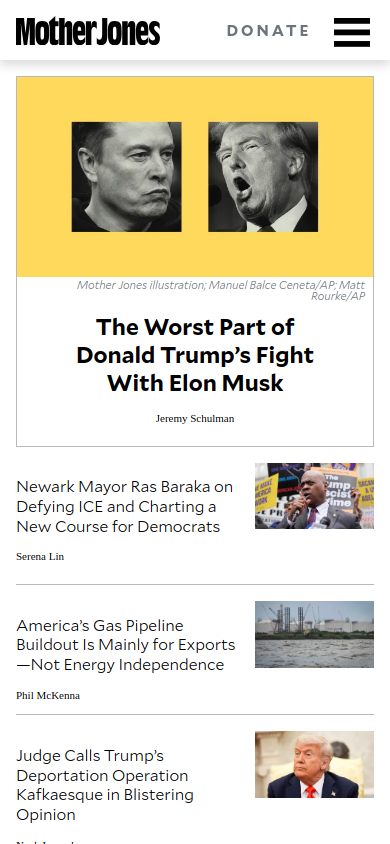 Mother Jones
DONATE
Mother Jones illustration; Manuel Balce Ceneta/AP; Matt
Rourke/AP
The Worst Part of
Donald Trump’s Fight
With Elon Musk
Jeremy Schulman
Newark Mayor Ras Baraka on
Defying ICE and Charting a
New Course for Democrats
Serena Lin
America’s Gas Pipeline
Buildout Is Mainly for Exports
—Not Energy Independence
Phil McKenna
Judge Calls Trump’s
Deportation Operation
Kafkaesque in Blistering
Opinion